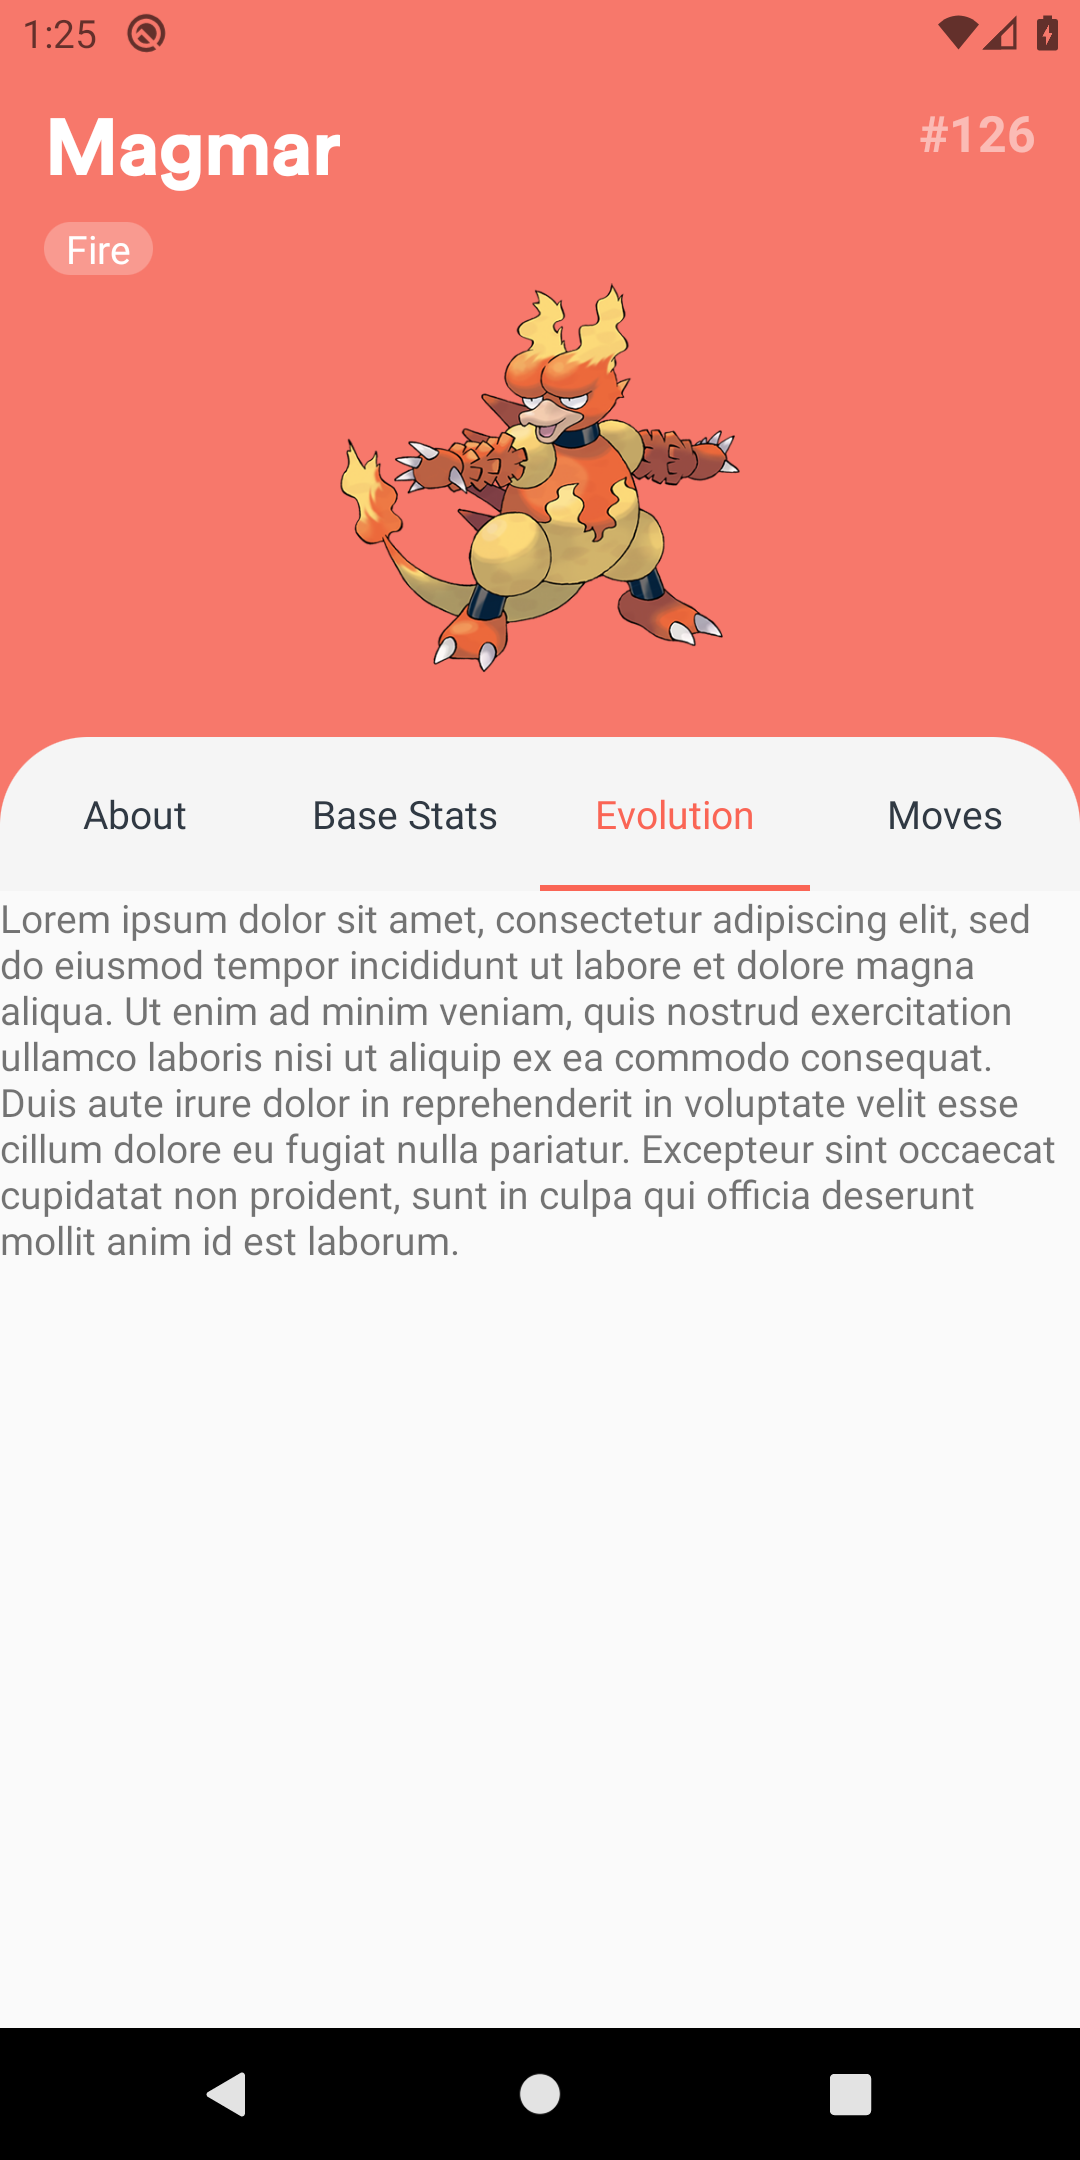 1:25
Magmar
#126
Fire
About
Base Stats
Evolution
Moves
Lorem ipsum dolor sit amet, consectetur adipiscing elit, sed
do eiusmod tempor incididunt ut labore et dolore magna
aliqua. Ut enim ad minim veniam, quis nostrud exercitation
ullamco laboris nisi ut aliquip ex ea commodo consequat.
Duis aute irure dolor in reprehenderit in voluptate velit esse
cillum dolore eu fugiat nulla pariatur. Excepteur sint occaecat
cupidatat non proident, sunt in culpa qui officia deserunt
mollit anim id est laborum.